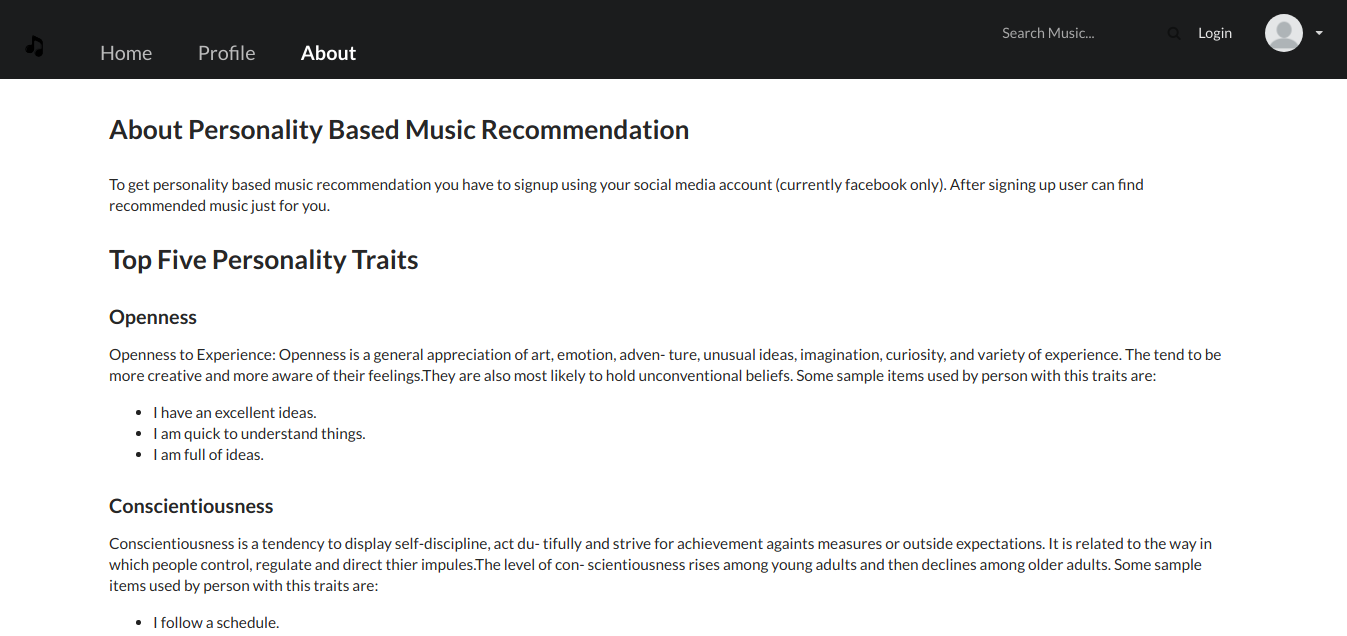 Home Profile About Search Music... Login
About Personality Based Music Recommendation
To get personality based music recommendation you have to signup using your social media account (currently facebook only). After signing up user can find
recommended music just for you.
Top Five Personality Traits
Openness
Openness to Experience: Openness is a general appreciation of art, emotion, adven- ture, unusual ideas, imagination, curiosity, and variety of experience. The tend to be
more creative and more aware of their feelings.They are also most likely to hold unconventional beliefs. Some sample items used by person with this traits are:
• I have an excellent ideas.
• I am quick to understand things.
• I am full of ideas.
Conscientiousness
Conscientiousness is a tendency to display self-discipline, act du- tifully and strive for achievement againts measures or outside expectations. It is related to the way in
which people control, regulate and direct thier impules.The level of con- scientiousness rises among young adults and then declines among older adults. Some sample
items used by person with this traits are:
• I follow a schedule.